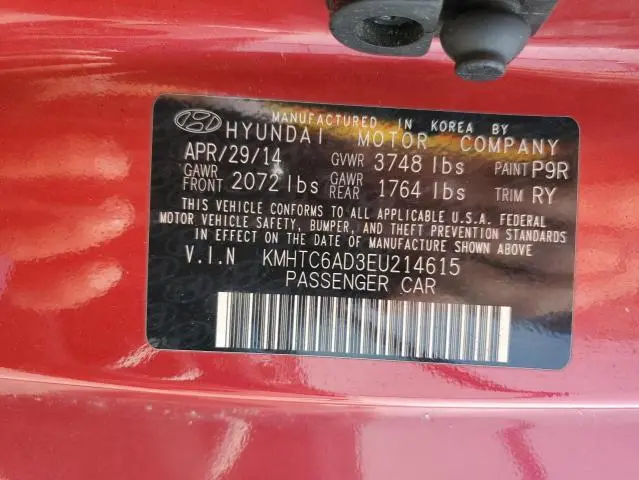 MANUFACTURED IN KOREA BY
HYUNDAI MOTOR COMPANY
APR/29/14 GVWR 3748 lbs PAINT P9R
GAWR FRONT 2072 lbs GAWR REAR 1764 lbs TRIM RY
THIS VEHICLE CONFORMS TO ALL APPLICABLE U.S.A. FEDERAL
MOTOR VEHICLE SAFETY, BUMPER, AND THEFT PREVENTION STANDARDS
IN EFFECT ON THE DATE OF MANUFACTURE SHOWN ABOVE.
V.I.N KMHTC6AD3EU214615
PASSENGER CAR